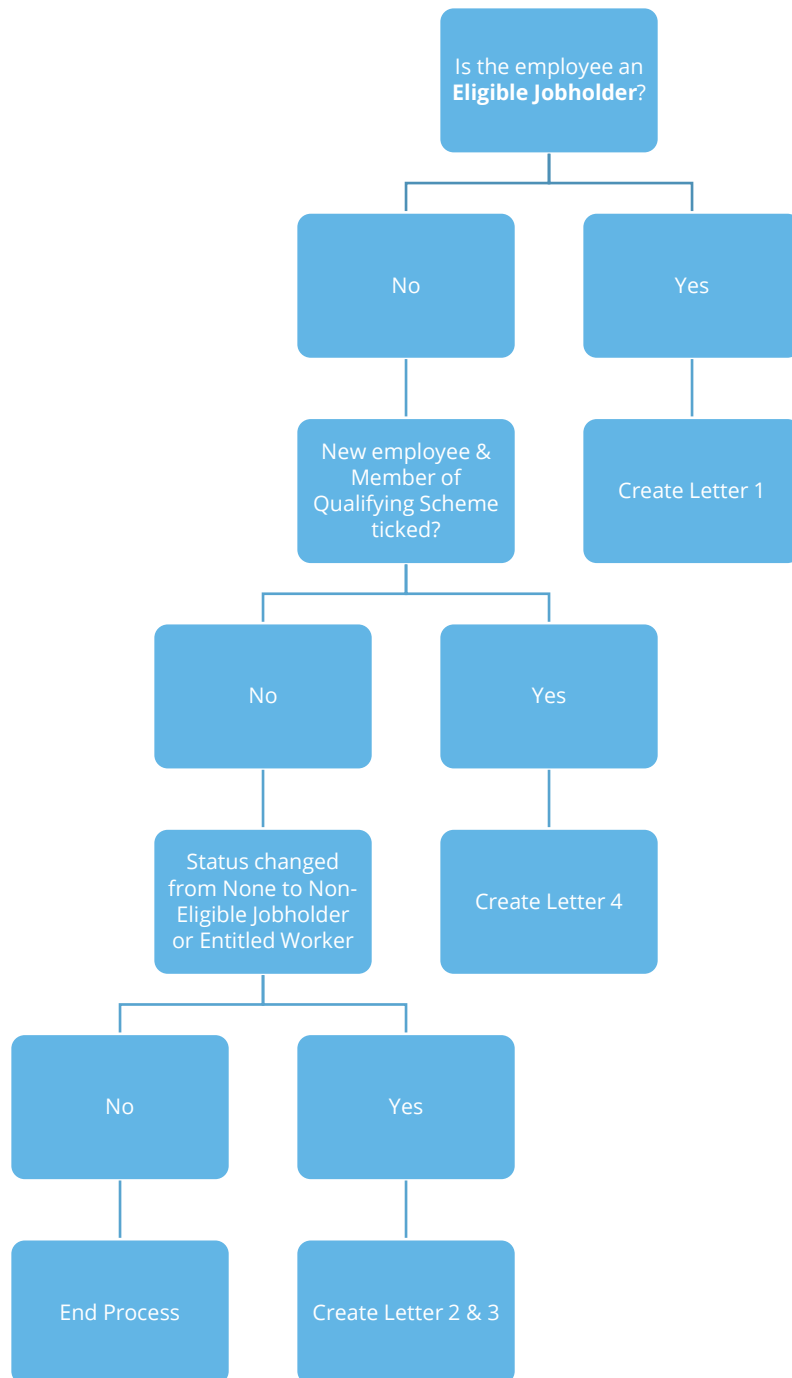 Is the employee an
Eligible Jobholder?
No
Yes
New employee &
Member of
Qualifying Scheme
ticked?
Create Letter 1
No
Yes
Status changed
from None to Non-
Eligible Jobholder
or Entitled Worker
Create Letter 4
No
Yes
End Process
Create Letter 2 & 3